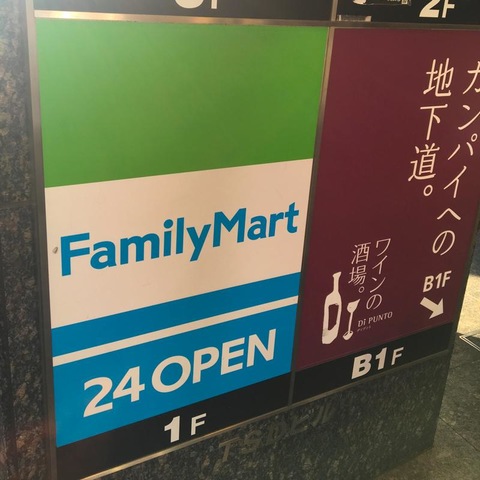 2F
FamilyMart
24 OPEN
1F
カンパイへの
地下道。
ワインの
酒場。
Di PUNTO
B1F
B1F